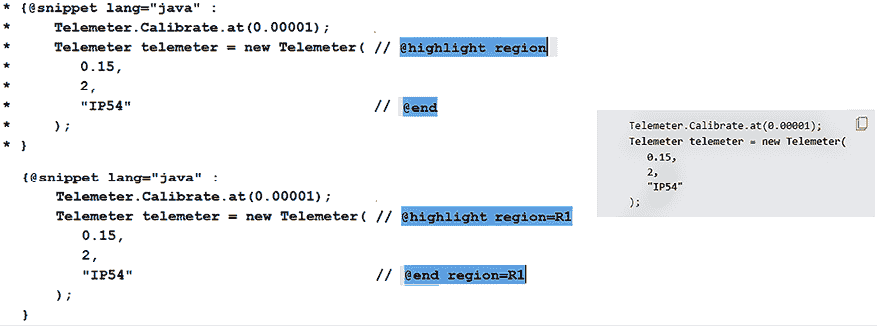 * {@snippet lang="java" :
*     Telemeter.Calibrate.at(0.00001);
*     Telemeter telemeter = new Telemeter( // @highlight region
*        0.15,
*        2,
*        "IP54"                              // @end
*     );
* }
{@snippet lang="java" :
    Telemeter.Calibrate.at(0.00001);
    Telemeter telemeter = new Telemeter( // @highlight region=R1
       0.15,
       2,
       "IP54"                              // @end region=R1
    );
}
Telemeter.Calibrate.at(0.00001);
Telemeter telemeter = new Telemeter(
   0.15,
   2,
   "IP54"
);